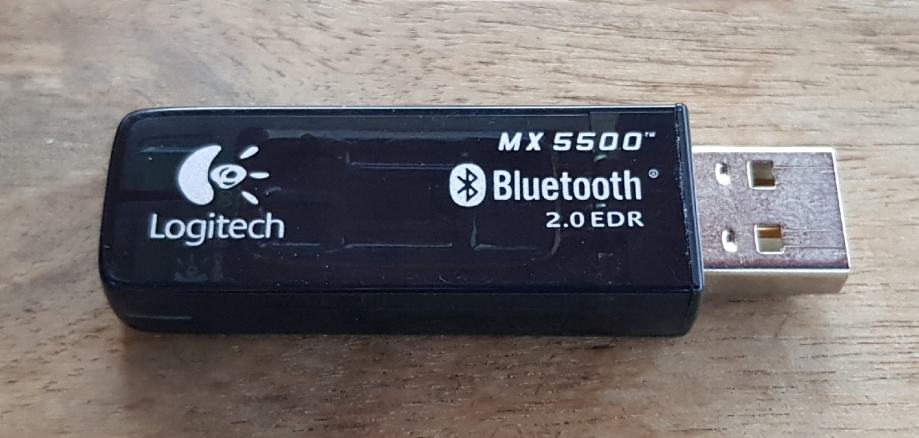 Logitech
MX 5500™
Bluetooth®
2.0 EDR